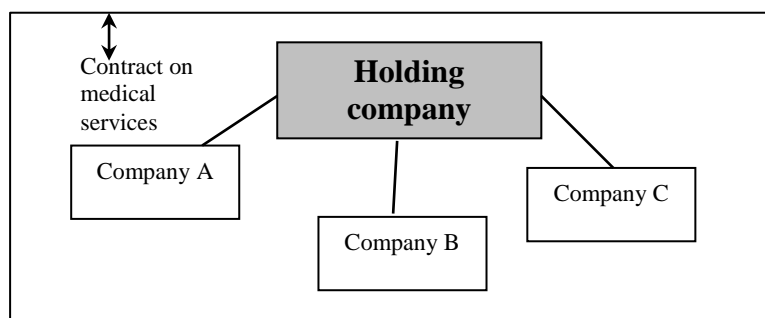 Contract on
medical
services
Holding
company
Company A
Company B
Company C